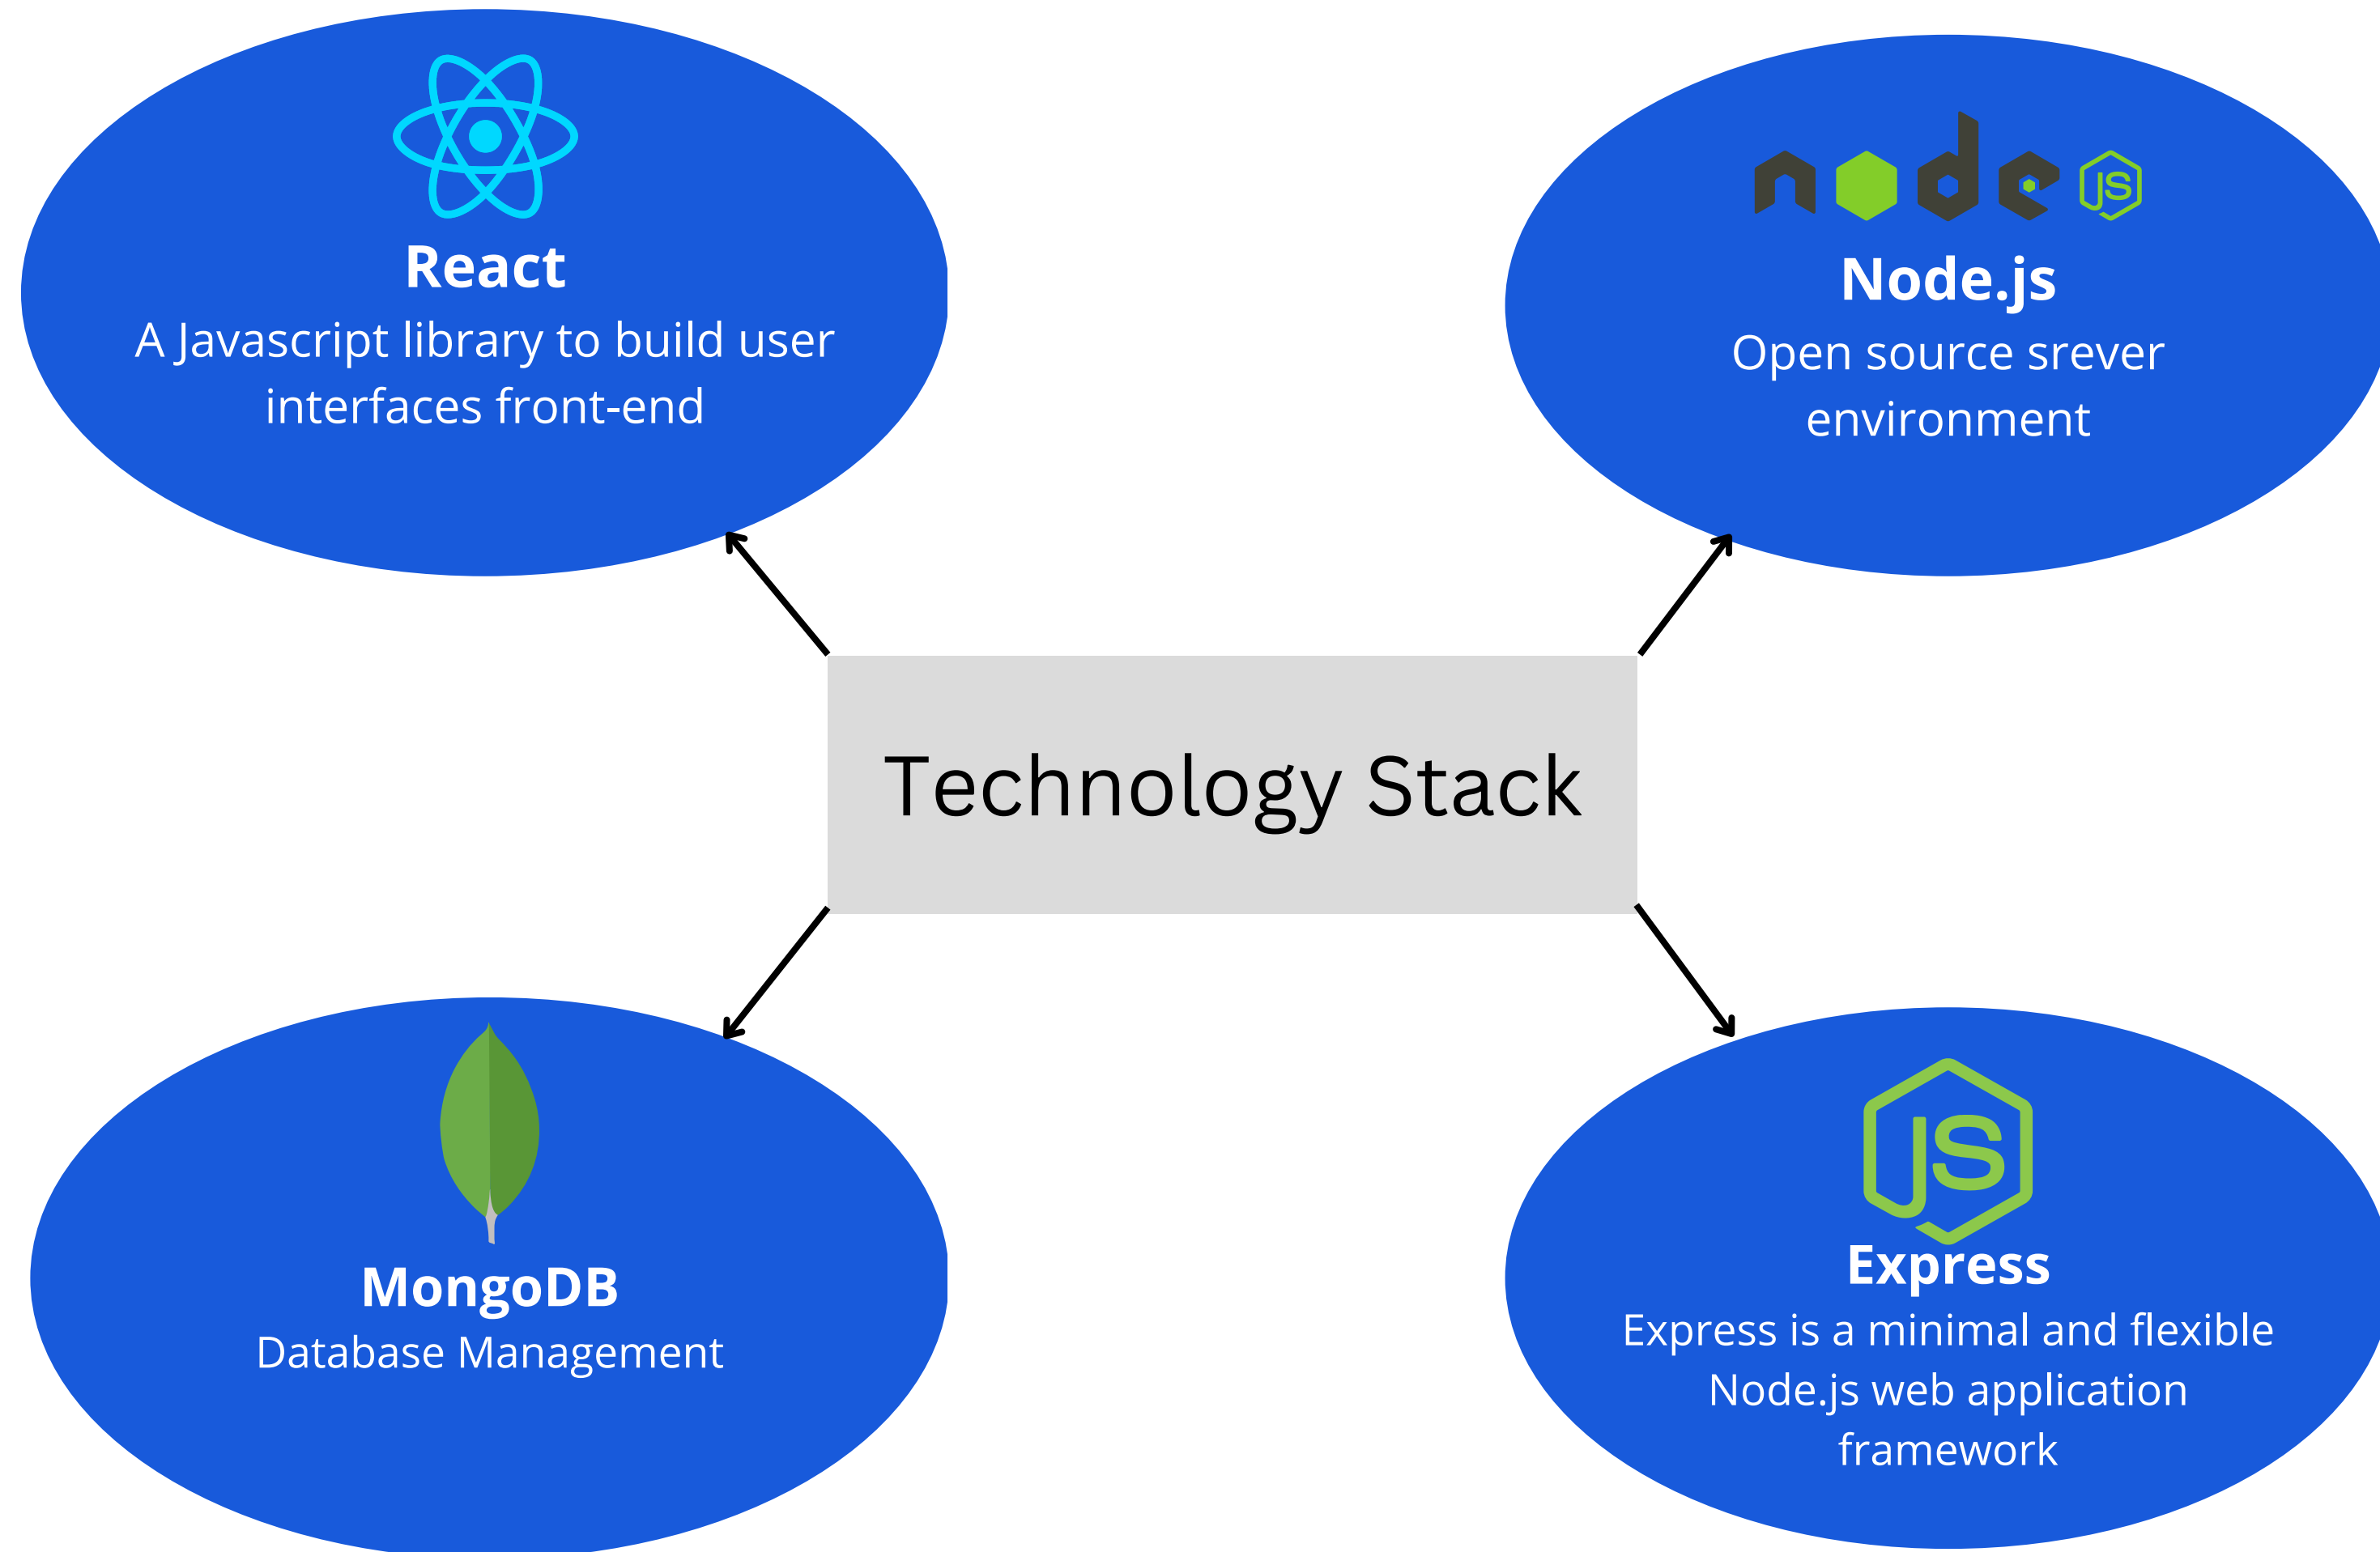 React
A Javascript library to build user
interfaces front-end
node JS
Node.js
Open source srever
environment
Technology Stack
MongoDB
Database Management
JS
Express
Express is a minimal and flexible
Node.js web application
framework